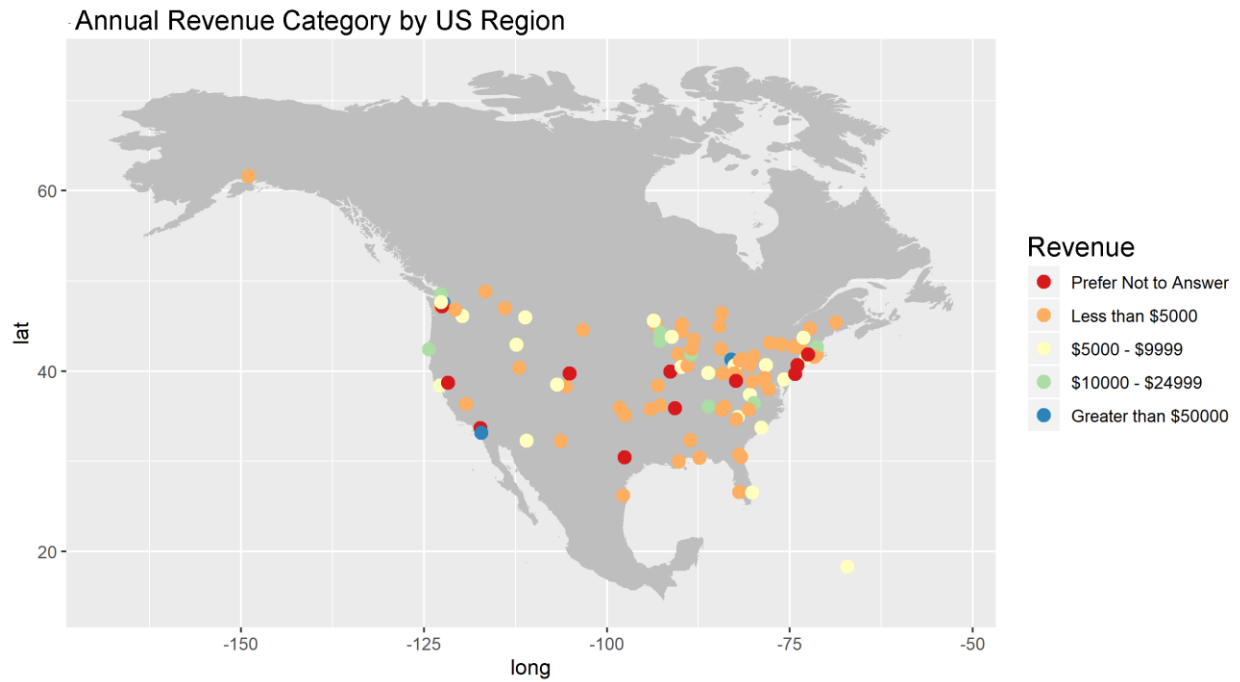 Annual Revenue Category by US Region
lat
60
40
20
-150
-125
-100
-75
-50
long
Revenue
Prefer Not to Answer
Less than $5000
$5000 - $9999
$10000 - $24999
Greater than $50000